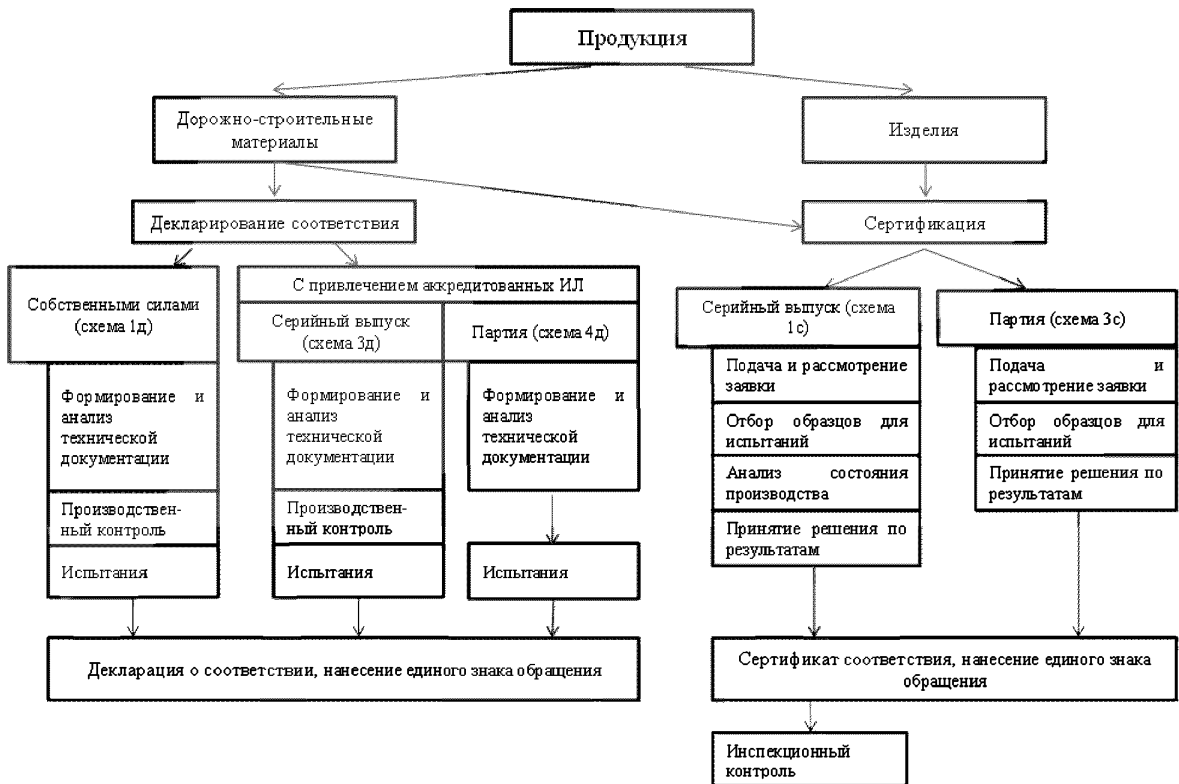 Продукция
Дорожно-строительные
материалы
Изделия
Декларирование соответствия
Сертификация
Собственными силами
(схема 1д)
С привлечением аккредитованных ИЛ
Серийный выпуск
(схема 3д)
Партия (схема 4д)
Серийный выпуск (схема
1с)
Партия (схема 3с)
Формирование и
анализ
технической
документации
Производствен-
ный контроль
Испытания
Формирование и
анализ
технической
документации
Производствен-
ный контроль
Испытания
Формирование и
анализ
технической
документации
Испытания
Подача и рассмотрение
заявки
Отбор образцов для
испытаний
Анализ состояния
производства
Принятие решения по
результатам
Подача и
рассмотрение заявки
Отбор образцов для
испытаний
Принятие решения по
результатам
Декларация о соответствии, нанесение единого знака обращения
Сертификат соответствия, нанесение единого знака
обращения
Инспекционный
контроль